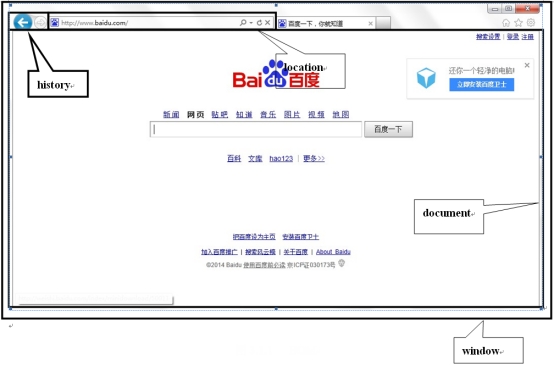 http://www.baidu.com/
百度一下，你就知道
搜索设置 | 登录 注册
history
location
Bai du 百度
还你一个轻净的电脑!
立即安装百度卫士
新闻 网页 贴吧 知道 音乐 图片 视频 地图
百度一下
百科 文库 hao123 | 更多>>
document
把百度设为主页 安装百度卫士
加入百度推广 | 搜索风云榜 | 关于百度 | About Baidu
©2014 Baidu 使用百度前必读 京ICP证030173号
window